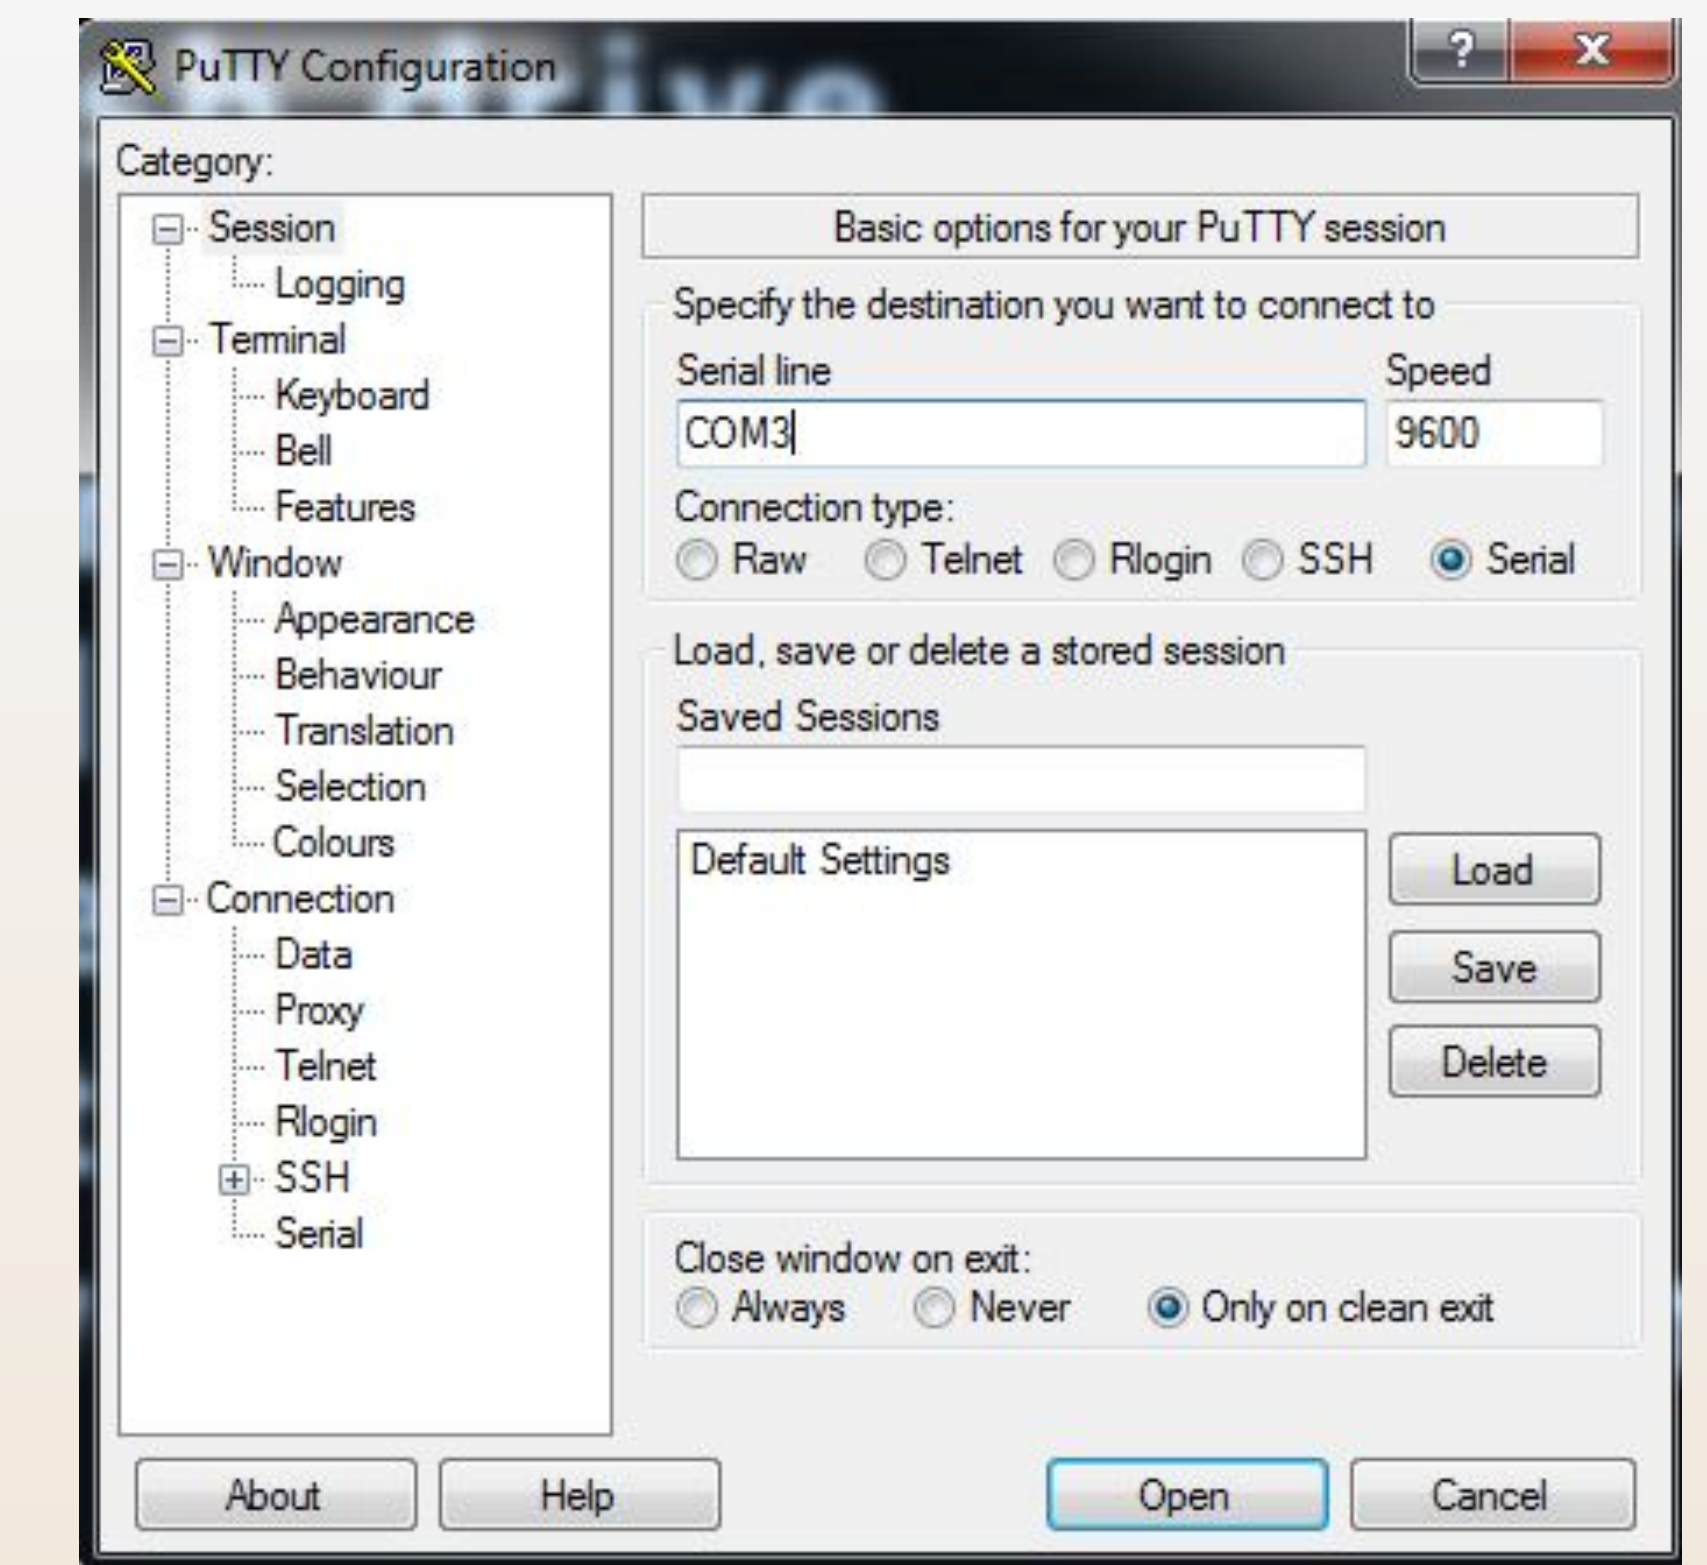 PuTTY Configuration
?
Category:
Session
Logging
Terminal
Keyboard
Bell
Features
Window
Appearance
Behaviour
Translation
Selection
Colours
Connection
Data
Proxy
Telnet
Rlogin
SSH
Serial
Basic options for your PuTTY session
Specify the destination you want to connect to
Serial line Speed
COM3 9600
Connection type:
Raw Telnet Rlogin SSH Serial
Load, save or delete a stored session
Saved Sessions
Default Settings
Load
Save
Delete
Close window on exit:
Always Never Only on clean exit
About Help Open Cancel